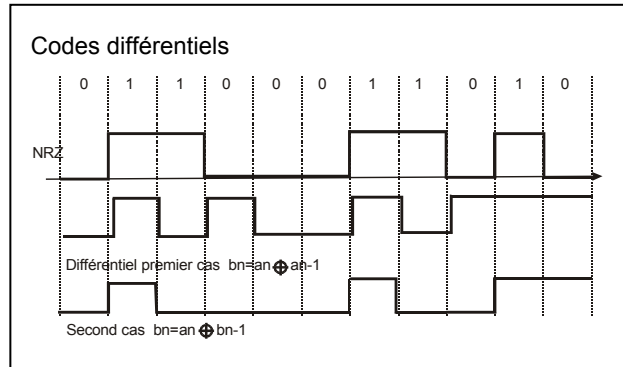 Codes différentiels
0 1 1 0 0 0 1 1 0 1 0
NRZ
Différentiel premier cas bn=an⊕an-1
Second cas bn=an⊕bn-1